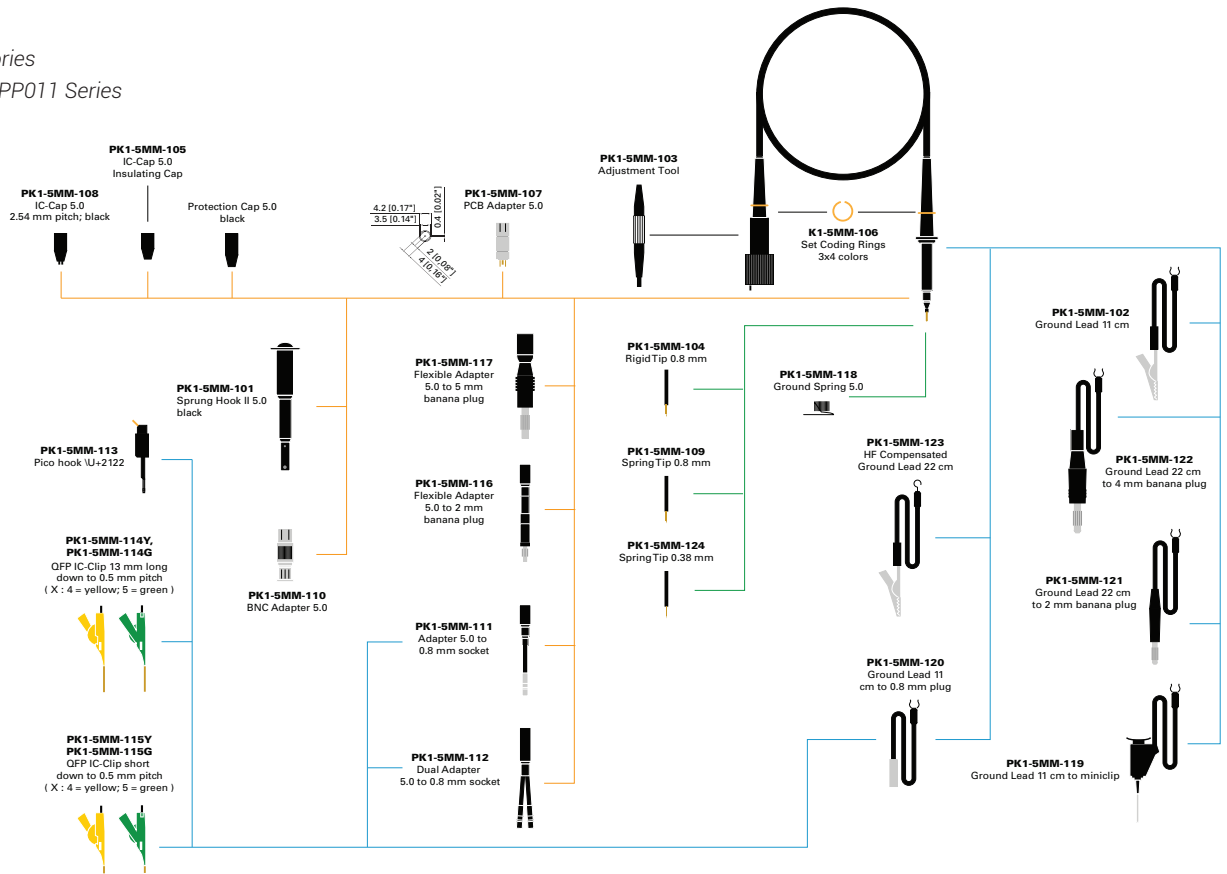 ories
PP011 Series
PK1-5MM-105
IC-Cap 5.0
Insulating Cap
PK1-5MM-108
IC-Cap 5.0
2.54 mm pitch; black
Protection Cap 5.0
black
4.2 [0.17"]
3.5 [0.14"]
0.4 [0.02"]
2 [0,08"]
4 [0,16"]
PK1-5MM-107
PCB Adapter 5.0
PK1-5MM-103
Adjustment Tool
K1-5MM-106
Set Coding Rings
3x4 colors
PK1-5MM-101
Sprung Hook II 5.0
black
PK1-5MM-113
Pico hook \U+2122
PK1-5MM-114Y,
PK1-5MM-114G
QFP IC-Clip 13 mm long
down to 0.5 mm pitch
( X : 4 = yellow; 5 = green )
PK1-5MM-115Y
PK1-5MM-115G
QFP IC-Clip short
down to 0.5 mm pitch
( X : 4 = yellow; 5 = green )
PK1-5MM-110
BNC Adapter 5.0
PK1-5MM-117
Flexible Adapter
5.0 to 5 mm
banana plug
PK1-5MM-116
Flexible Adapter
5.0 to 2 mm
banana plug
PK1-5MM-111
Adapter 5.0 to
0.8 mm socket
PK1-5MM-112
Dual Adapter
5.0 to 0.8 mm socket
PK1-5MM-104
Rigid Tip 0.8 mm
PK1-5MM-109
Spring Tip 0.8 mm
PK1-5MM-124
Spring Tip 0.38 mm
PK1-5MM-118
Ground Spring 5.0
PK1-5MM-123
HF Compensated
Ground Lead 22 cm
PK1-5MM-120
Ground Lead 11
cm to 0.8 mm plug
PK1-5MM-102
Ground Lead 11 cm
PK1-5MM-122
Ground Lead 22 cm
to 4 mm banana plug
PK1-5MM-121
Ground Lead 22 cm
to 2 mm banana plug
PK1-5MM-119
Ground Lead 11 cm to miniclip